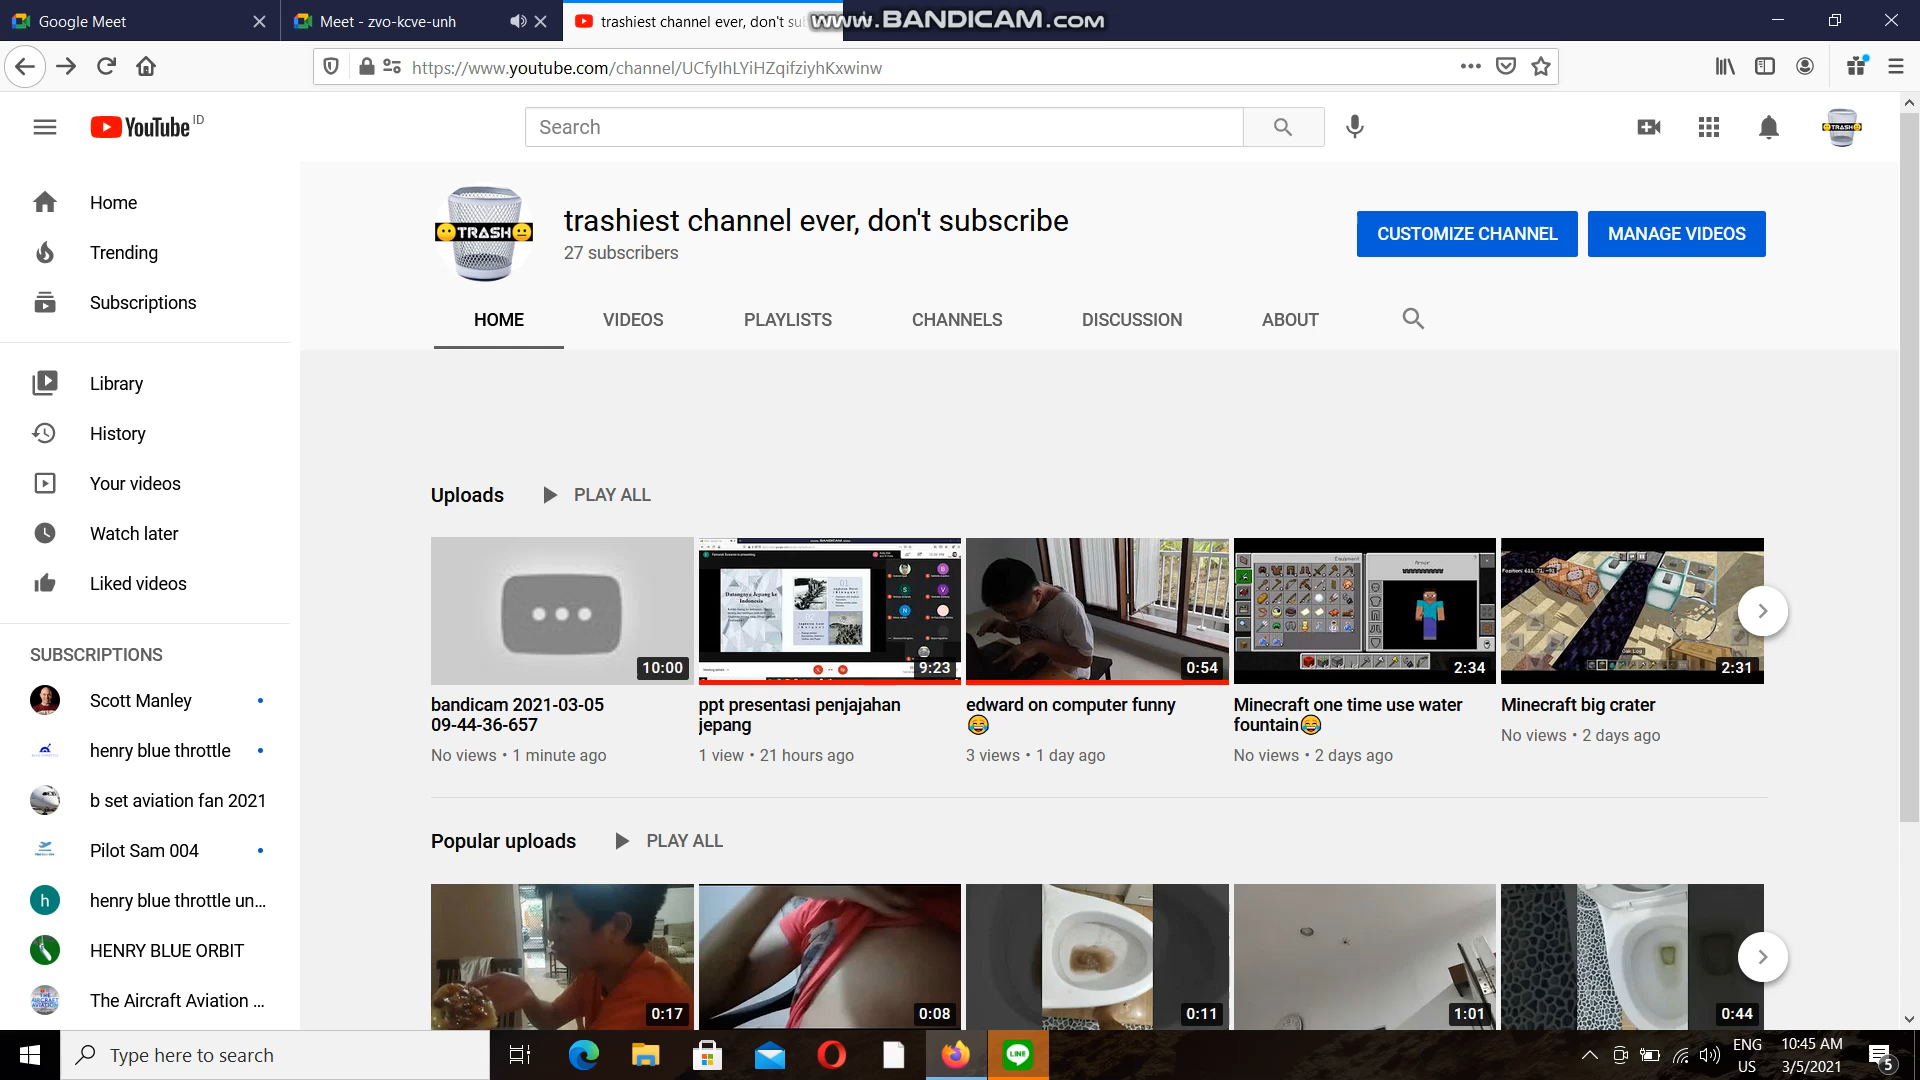 Google Meet
Meet - zvo-kcve-unh
trashiest channel ever, don't su
www.BANDICAM.com
https://www.youtube.com/channel/UCfyIhLYiHZqifziyhKxwinw
YouTube ID
Search
TRASH
Home
Trending
Subscriptions
Library
History
Your videos
Watch later
Liked videos
SUBSCRIPTIONS
Scott Manley
henry blue throttle
b set aviation fan 2021
Pilot Sam 004
h
henry blue throttle un...
HENRY BLUE ORBIT
The Aircraft Aviation ...
TRASH
trashiest channel ever, don't subscribe
27 subscribers
CUSTOMIZE CHANNEL
MANAGE VIDEOS
HOME
VIDEOS
PLAYLISTS
CHANNELS
DISCUSSION
ABOUT
Uploads
PLAY ALL
Datangnya Jepang ke
Indonesia
10:00
9:23
0:54
2:34
2:31
bandicam 2021-03-05
09-44-36-657
No views • 1 minute ago
ppt presentasi penjajahan
jepang
1 view • 21 hours ago
edward on computer funny
😂
3 views • 1 day ago
Minecraft one time use water
fountain😂
No views • 2 days ago
Minecraft big crater
No views • 2 days ago
Popular uploads
PLAY ALL
0:17
0:08
0:11
1:01
0:44
Type here to search
LINE
ENG
US
10:45 AM
3/5/2021
5